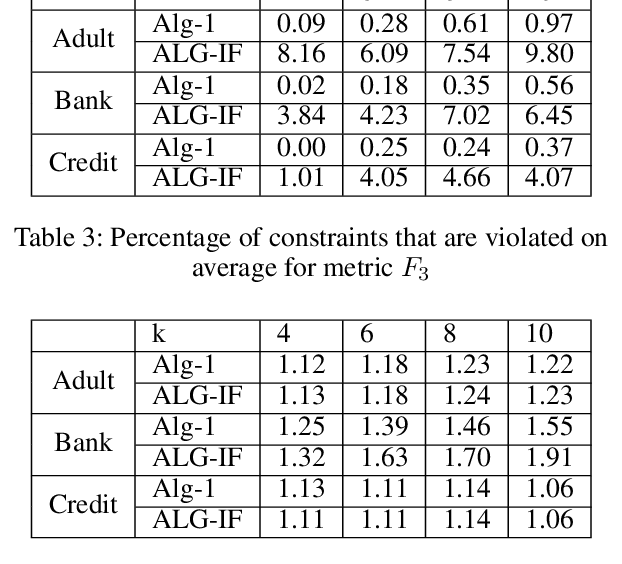 Adult Alg-1 0.09 0.28 0.61 0.97
ALG-IF 8.16 6.09 7.54 9.80
Bank Alg-1 0.02 0.18 0.35 0.56
ALG-IF 3.84 4.23 7.02 6.45
Credit Alg-1 0.00 0.25 0.24 0.37
ALG-IF 1.01 4.05 4.66 4.07
Table 3: Percentage of constraints that are violated on
average for metric F₃
k 4 6 8 10
Adult Alg-1 1.12 1.18 1.23 1.22
ALG-IF 1.13 1.18 1.24 1.23
Bank Alg-1 1.25 1.39 1.46 1.55
ALG-IF 1.32 1.63 1.70 1.91
Credit Alg-1 1.13 1.11 1.14 1.06
ALG-IF 1.11 1.11 1.14 1.06